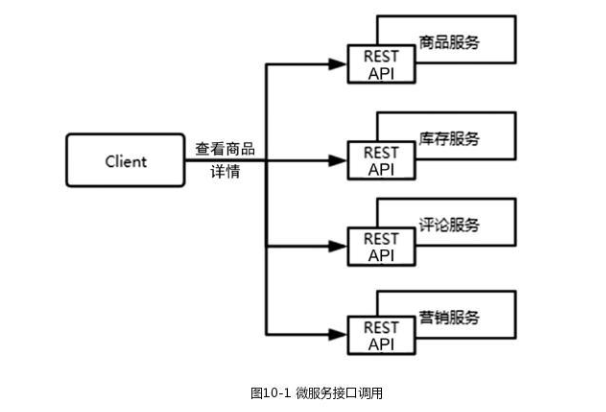 商品服务
REST
API
查看商品
详情
Client
库存服务
REST
API
评论服务
REST
API
营销服务
REST
API
图10-1 微服务接口调用